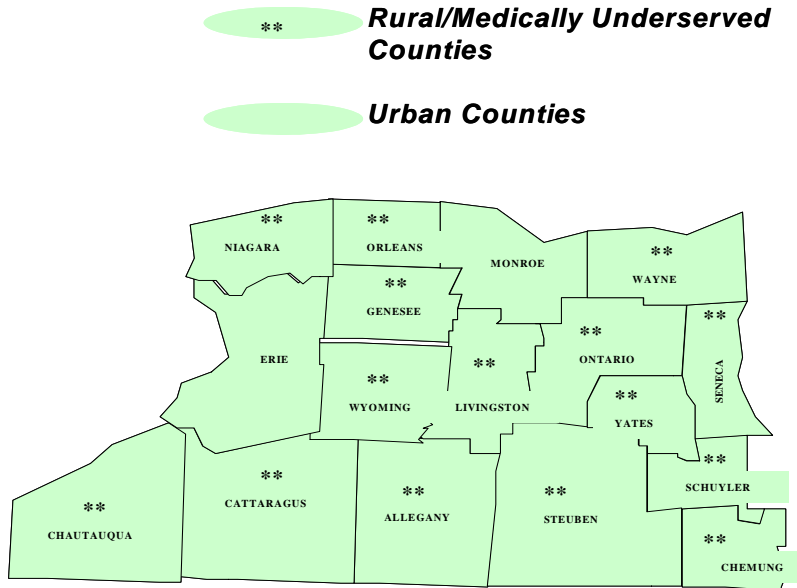 ** Rural/Medically Underserved
Counties
Urban Counties
** ** 
NIAGARA ORLEANS MONROE
** 
WAYNE
** 
GENESEE
** 
SENECA
ERIE
** 
ONTARIO
** 
WYOMING
** 
LIVINGSTON
** 
YATES
** 
SCHUYLER
** 
CATTARAGUS
** 
ALLEGANY
** 
STEUBEN
** 
CHAUTAUQUA
** 
CHEMUNG